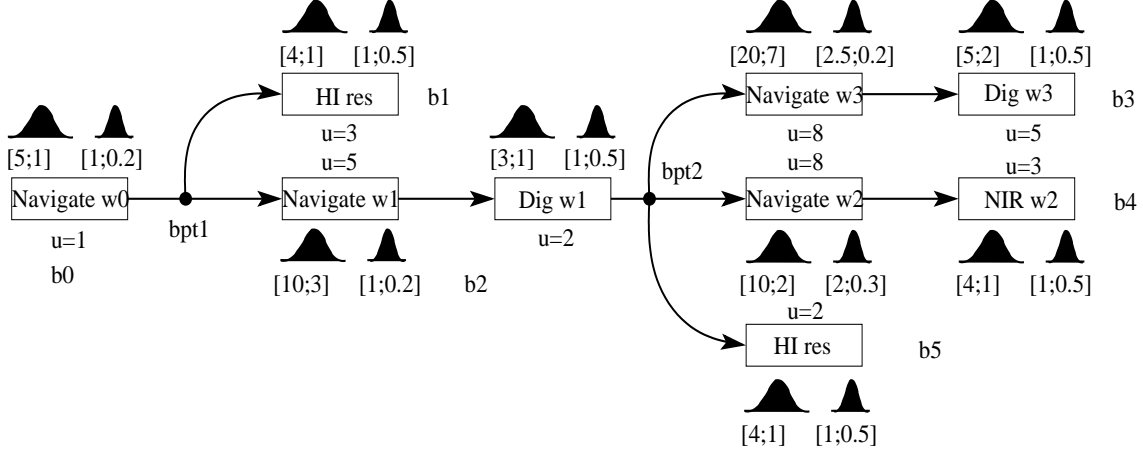 [4;1] [1;0.5]
HI res
b1
u=3
[20;7] [2.5;0.2]
Navigate w3
u=8
[5;2] [1;0.5]
Dig w3
b3
u=5
[5;1] [1;0.2]
Navigate w0
u=1
b0
bpt1
u=5
Navigate w1
[10;3] [1;0.2]
b2
[3;1] [1;0.5]
Dig w1
u=2
bpt2
u=8
Navigate w2
[10;2] [2;0.3]
u=3
NIR w2
b4
[4;1] [1;0.5]
u=2
HI res
b5
[4;1] [1;0.5]